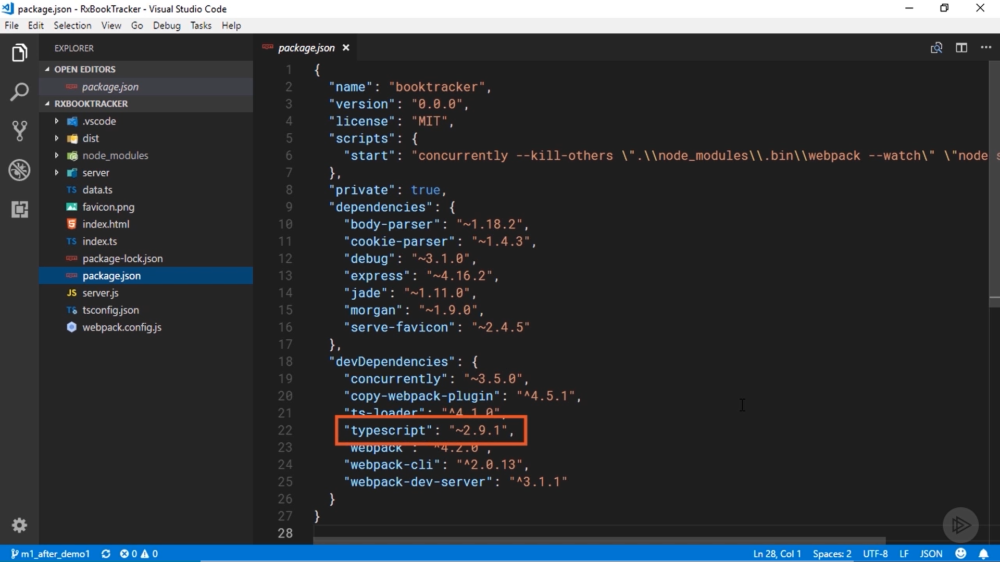 package.json - RxBookTracker - Visual Studio Code
File Edit Selection View Go Debug Tasks Help
EXPLORER
OPEN EDITORS
package.json
RXBOOKTRACKER
.vscode
dist
node_modules
server
data.ts
favicon.png
index.html
index.ts
package-lock.json
package.json
server.js
tsconfig.json
webpack.config.js
package.json
1 {
2 "name": "booktracker",
3 "version": "0.0.0",
4 "license": "MIT",
5 "scripts": {
6 "start": "concurrently --kill-others \".\\node_modules\\.bin\\webpack --watch\" \"node s
7 },
8 "private": true,
9 "dependencies": {
10 "body-parser": "~1.18.2",
11 "cookie-parser": "~1.4.3",
12 "debug": "~3.1.0",
13 "express": "~4.16.2",
14 "jade": "~1.11.0",
15 "morgan": "~1.9.0",
16 "serve-favicon": "~2.4.5"
17 },
18 "devDependencies": {
19 "concurrently": "~3.5.0",
20 "copy-webpack-plugin": "^4.5.1",
21 "ts-loader": "^4.1.0",
22 "typescript": "~2.9.1",
23 "webpack": "^4.2.0",
24 "webpack-cli": "^2.0.13",
25 "webpack-dev-server": "^3.1.1"
26 }
27 }
28
m1_after_demo1 0 0 Ln 28, Col 1 Spaces: 2 UTF-8 LF JSON